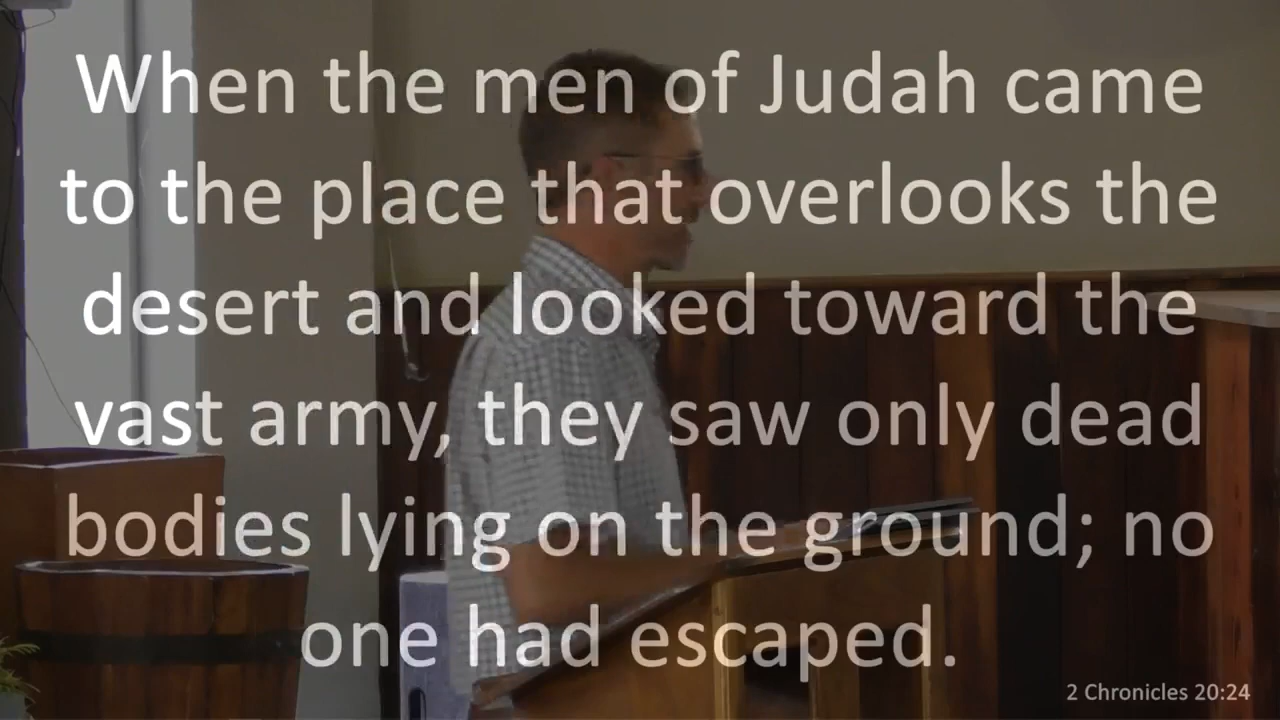 When the men of Judah came
to the place that overlooks the
desert and looked toward the
vast army, they saw only dead
bodies lying on the ground; no
one had escaped.
2 Chronicles 20:24